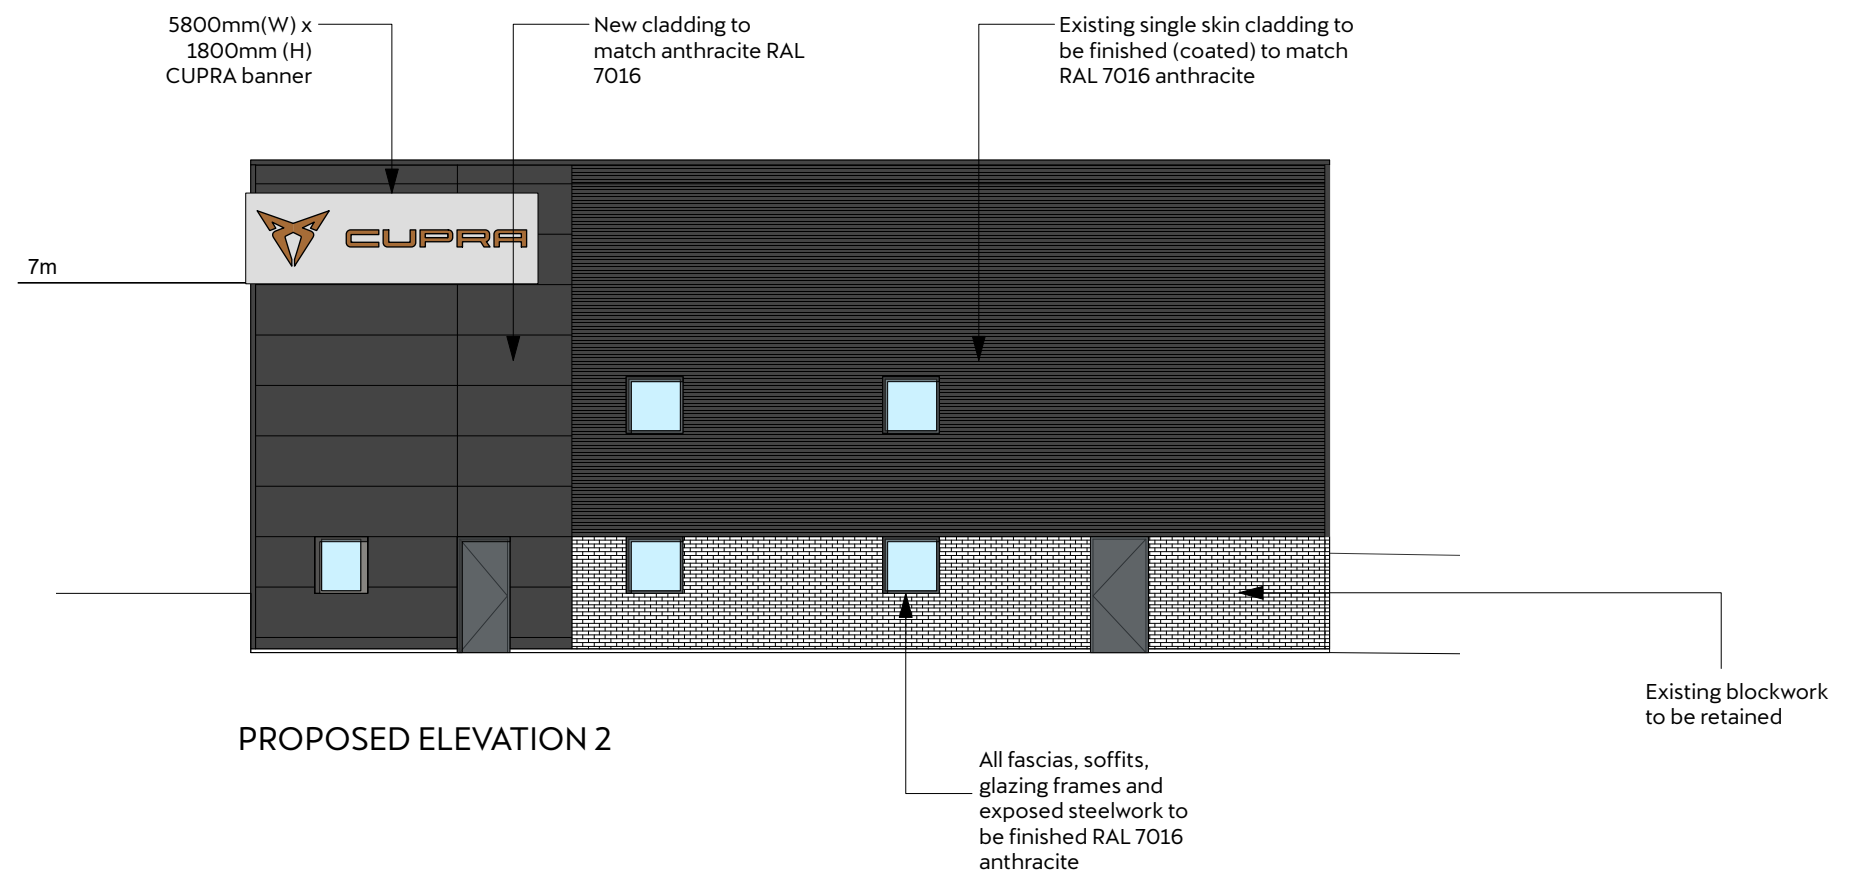 5800mm(W) x
1800mm (H)
CUPRA banner
New cladding to
match anthracite RAL
7016
Existing single skin cladding to
be finished (coated) to match
RAL 7016 anthracite
CUPRA
7m
Existing blockwork
to be retained
PROPOSED ELEVATION 2
All fascias, soffits,
glazing frames and
exposed steelwork to
be finished RAL 7016
anthracite